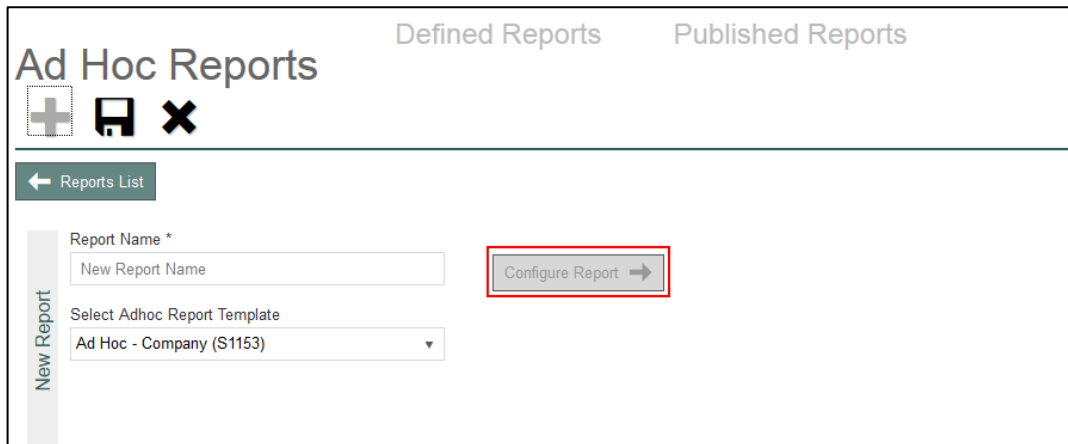 Defined Reports
Published Reports
Ad Hoc Reports
Reports List
New Report
Report Name *
New Report Name
Configure Report
Select Adhoc Report Template
Ad Hoc - Company (S1153)